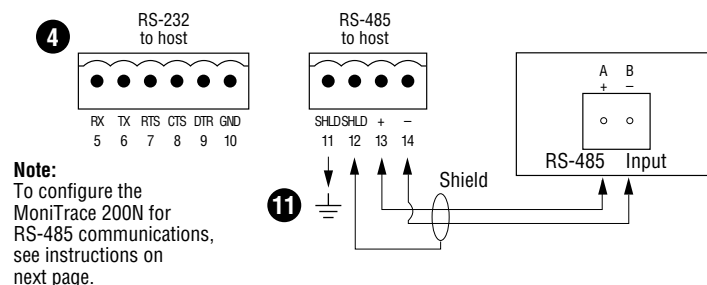 4
RS-232
to host
RX TX RTS CTS DTR GND
5 6 7 8 9 10
RS-485
to host
SHLD SHLD + –
11 12 13 14
A B
+ –
RS-485 Input
Shield
11
Note:
To configure the
MoniTrace 200N for
RS-485 communications,
see instructions on
next page.